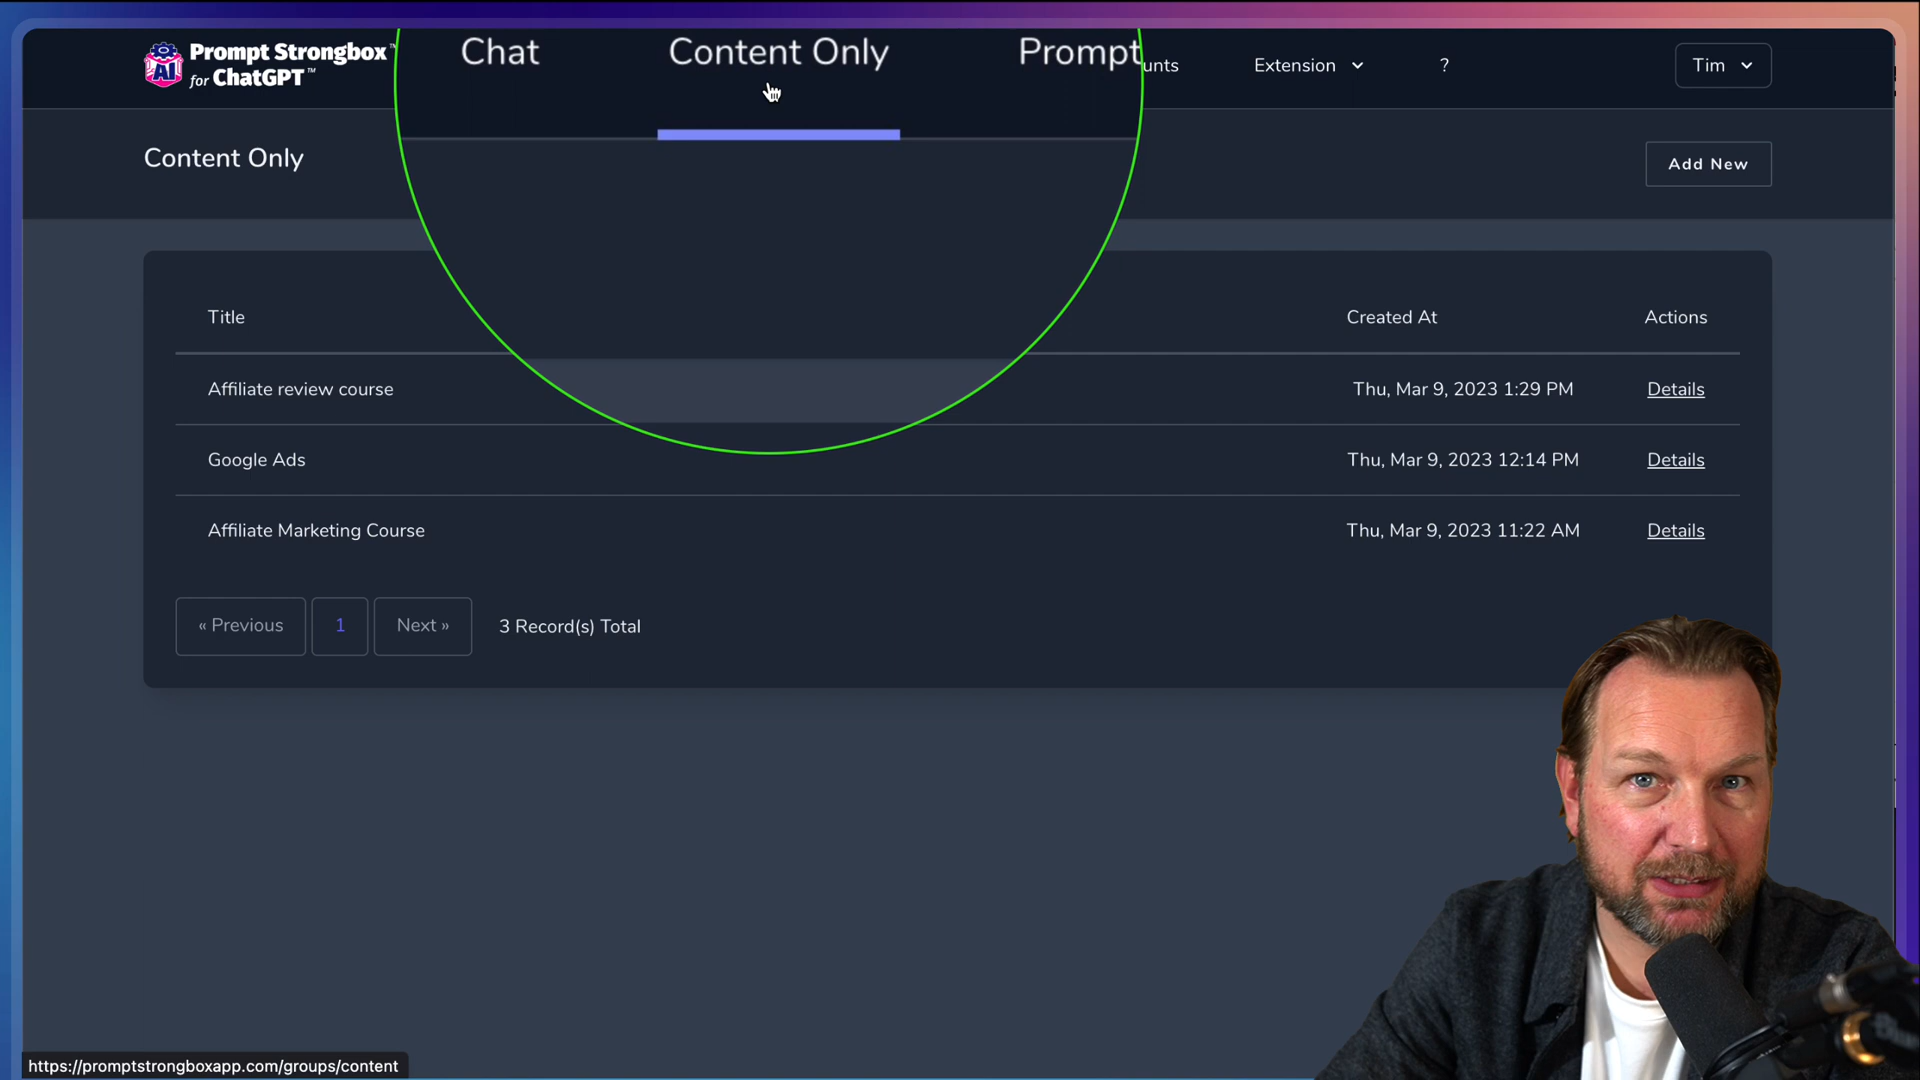 Prompt Strongbox™
for ChatGPT™
Chat
Content Only
Prompt
unts
Extension
?
Tim
Content Only
Add New
Title
Created At
Actions
Affiliate review course
Thu, Mar 9, 2023 1:29 PM
Details
Google Ads
Thu, Mar 9, 2023 12:14 PM
Details
Affiliate Marketing Course
Thu, Mar 9, 2023 11:22 AM
Details
« Previous
1
Next »
3 Record(s) Total
AI
https://promptstrongboxapp.com/groups/content